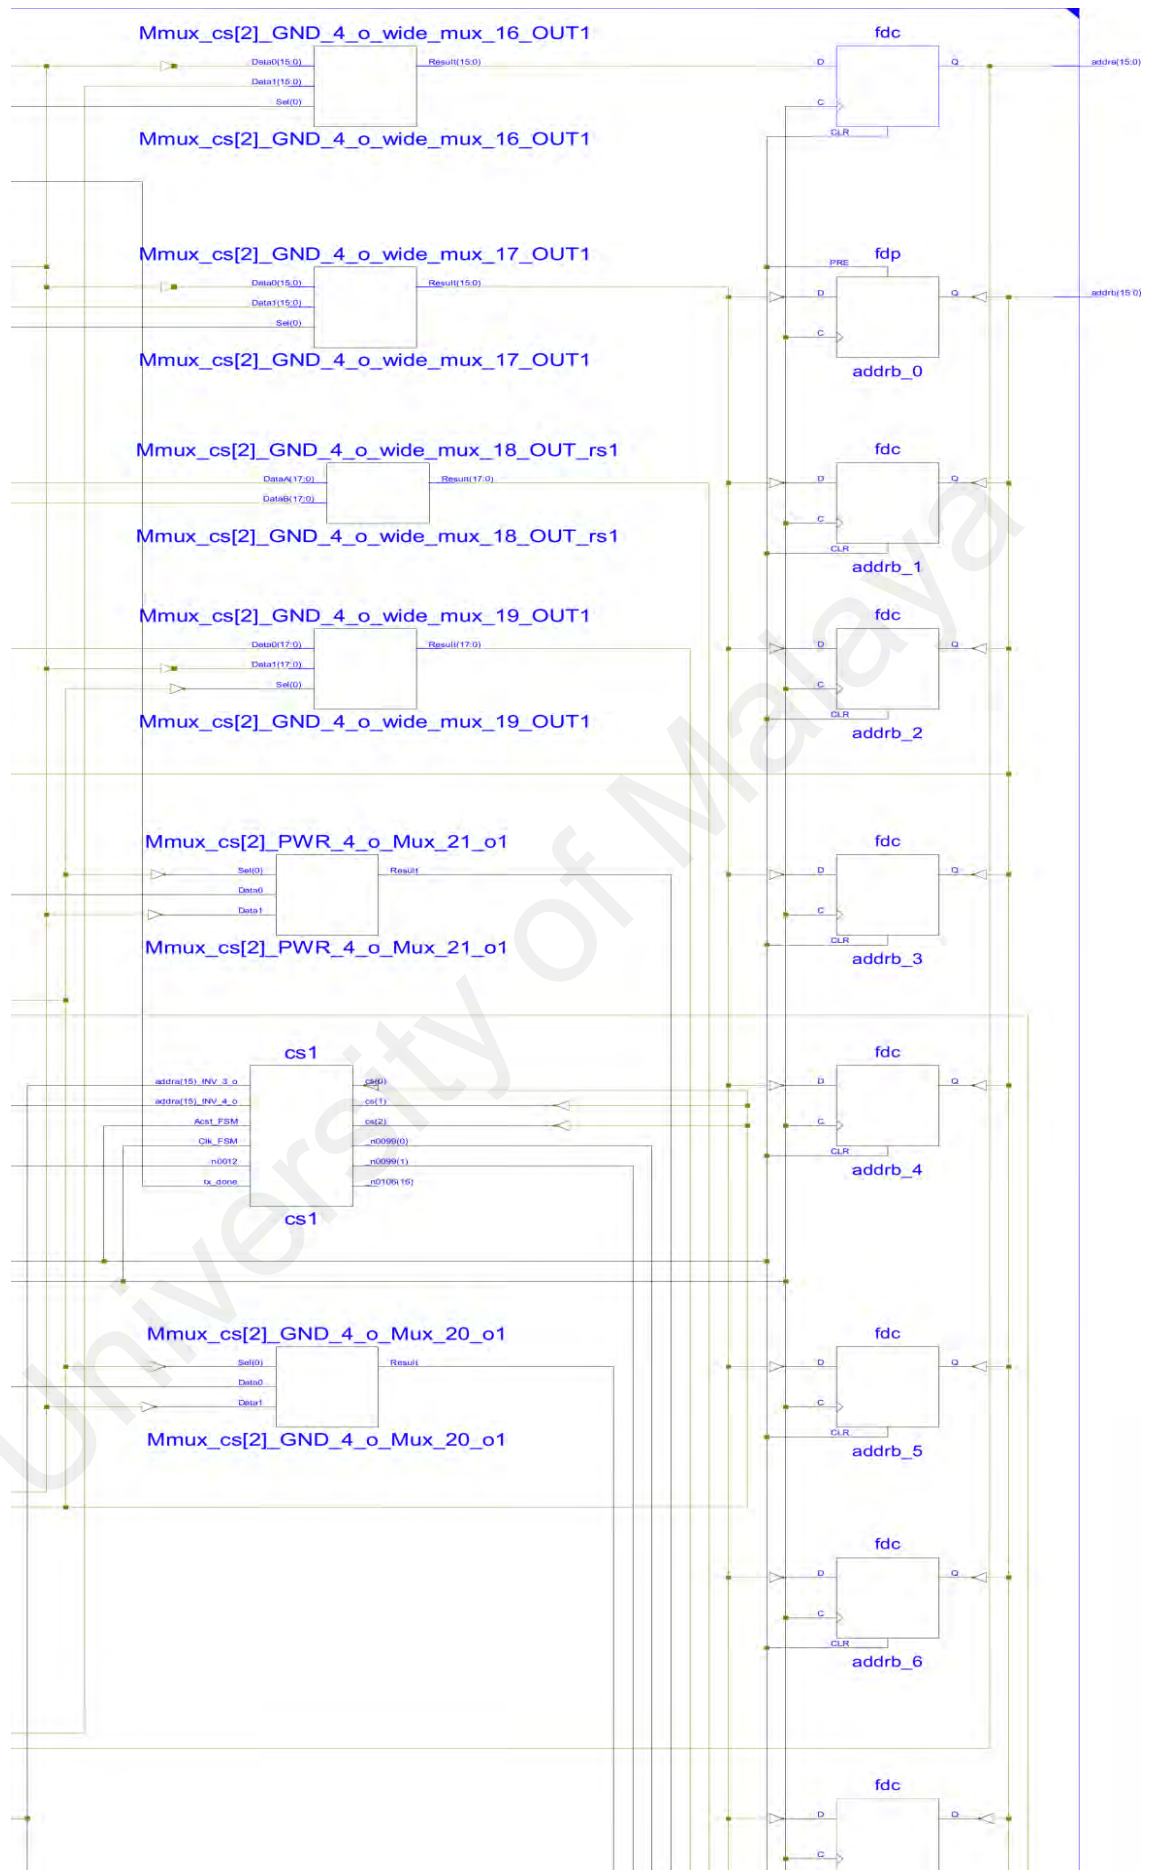 Mmux_cs[2]_GND_4_o_wide_mux_16_OUT1
Data0(15:0)
Data1(15:0)
Sel(0)
Result(15:0)
Mmux_cs[2]_GND_4_o_wide_mux_16_OUT1
fdc
D
C
CLR
Q
addra(15:0)
Mmux_cs[2]_GND_4_o_wide_mux_17_OUT1
Data0(15:0)
Data1(15:0)
Sel(0)
Result(15:0)
Mmux_cs[2]_GND_4_o_wide_mux_17_OUT1
fdp
PRE
D
C
Q
addrb_0
addrb(15:0)
Mmux_cs[2]_GND_4_o_wide_mux_18_OUT_rs1
DataA(17:0)
DataB(17:0)
Result(17:0)
Mmux_cs[2]_GND_4_o_wide_mux_18_OUT_rs1
fdc
D
C
CLR
Q
addrb_1
Mmux_cs[2]_GND_4_o_wide_mux_19_OUT1
Data0(17:0)
Data1(17:0)
Sel(0)
Result(17:0)
Mmux_cs[2]_GND_4_o_wide_mux_19_OUT1
fdc
D
C
CLR
Q
addrb_2
Mmux_cs[2]_PWR_4_o_Mux_21_o1
Sel(0)
Data0
Data1
Result
Mmux_cs[2]_PWR_4_o_Mux_21_o1
fdc
D
C
CLR
Q
addrb_3
cs1
addra(15)_INV_3_o
addra(15)_INV_4_o
Acst_FSM
Clk_FSM
n0012
tx_done
cs(0)
cs(1)
cs(2)
_n0099(0)
_n0099(1)
_n0106(16)
cs1
fdc
D
C
CLR
Q
addrb_4
Mmux_cs[2]_GND_4_o_Mux_20_o1
Sel(0)
Data0
Data1
Result
Mmux_cs[2]_GND_4_o_Mux_20_o1
fdc
D
C
CLR
Q
addrb_5
fdc
D
C
CLR
Q
addrb_6
fdc
D
C
Q
University of Malaya